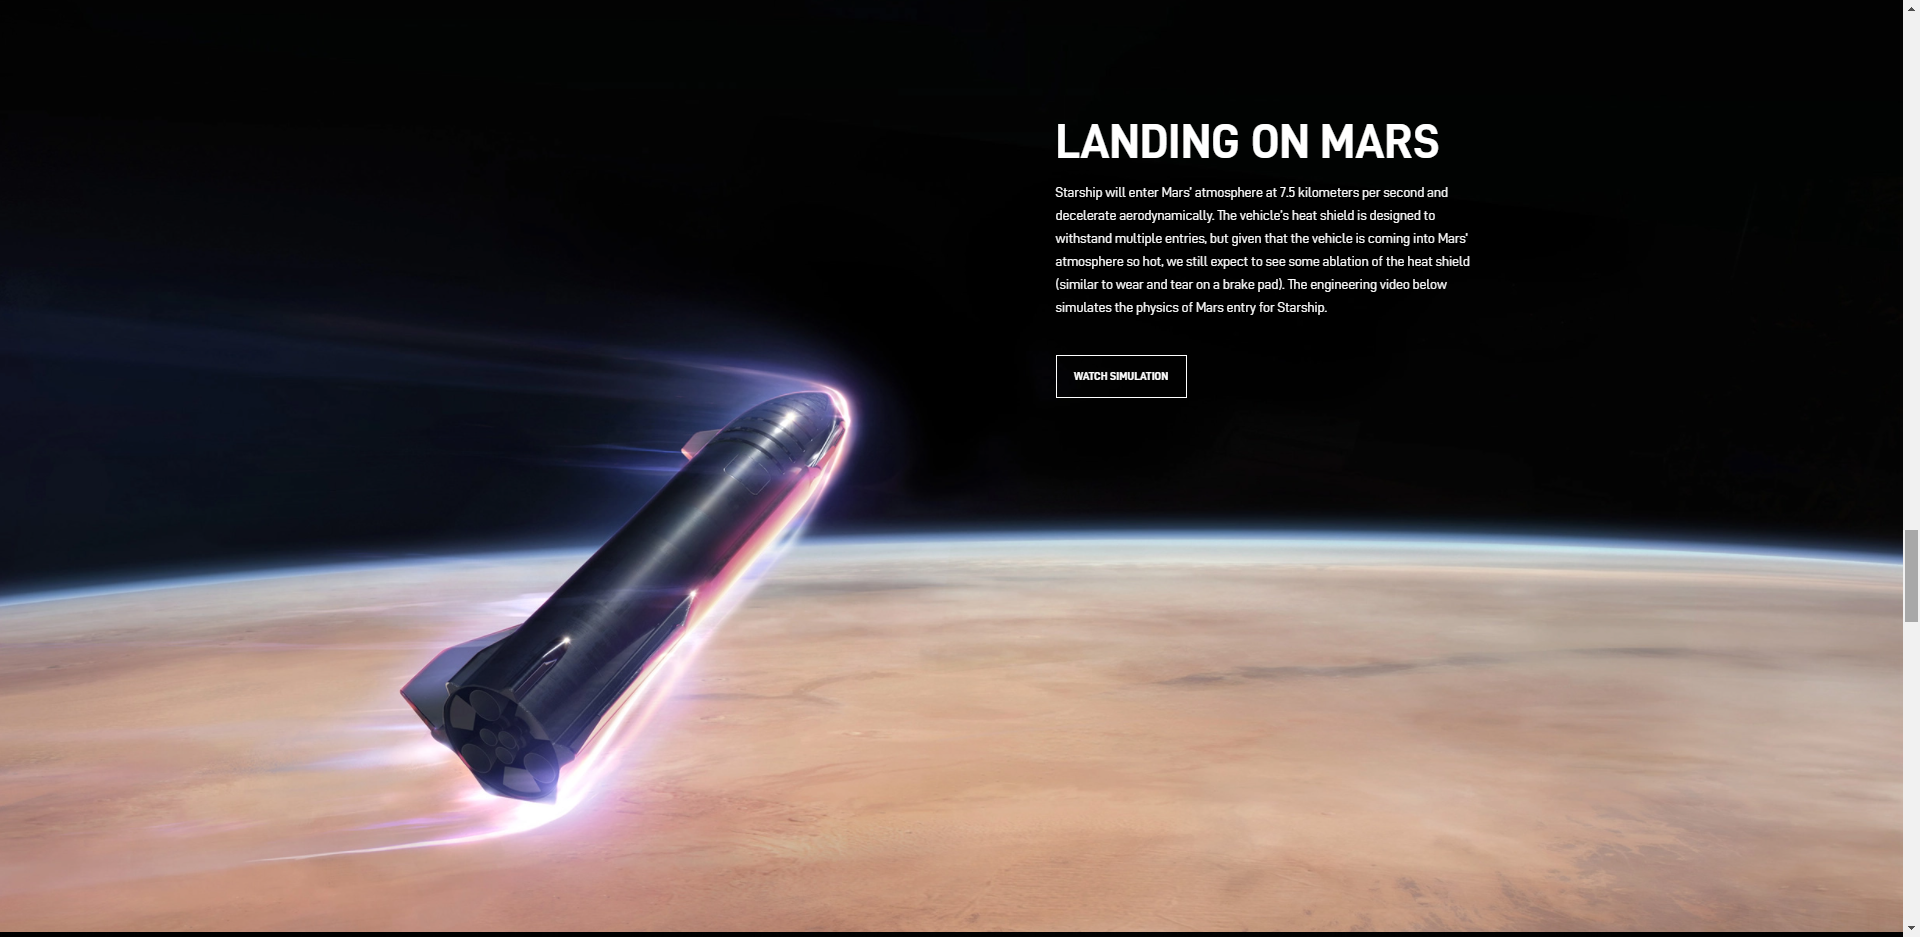 LANDING ON MARS
Starship will enter Mars' atmosphere at 7.5 kilometers per second and
decelerate aerodynamically. The vehicle's heat shield is designed to
withstand multiple entries, but given that the vehicle is coming into Mars'
atmosphere so hot, we still expect to see some ablation of the heat shield
(similar to wear and tear on a brake pad). The engineering video below
simulates the physics of Mars entry for Starship.
WATCH SIMULATION